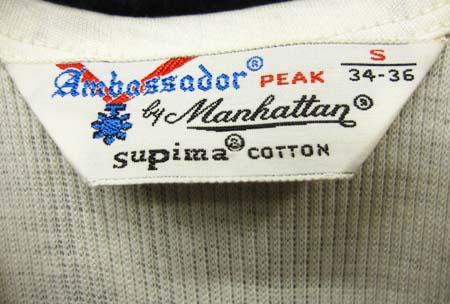 Ambassador® PEAK S
34-36
by Manhattan®
supima® COTTON